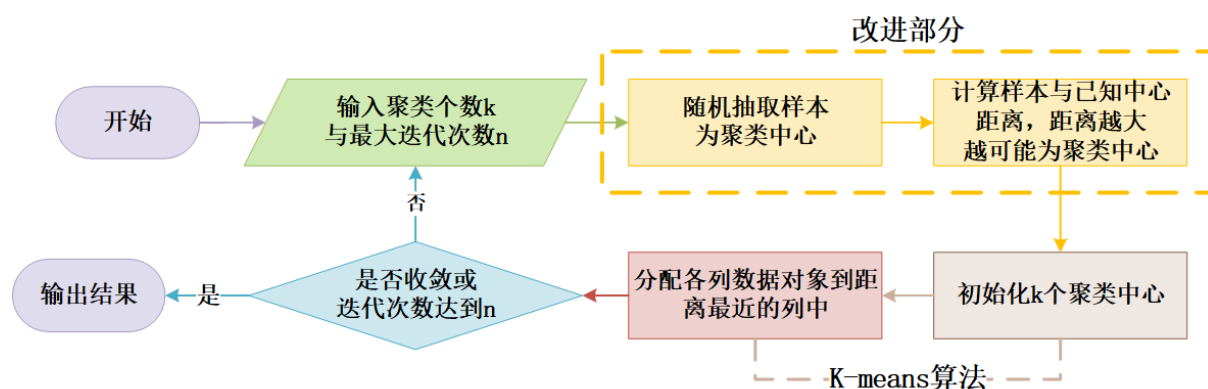 改进部分
开始
输入聚类个数k
与最大迭代次数n
随机抽取样本
为聚类中心
计算样本与已知中心
距离，距离越大
越可能为聚类中心
否
输出结果
是
是否收敛或
迭代次数达到n
分配各列数据对象到距
离最近的列中
初始化k个聚类中心
K-means算法